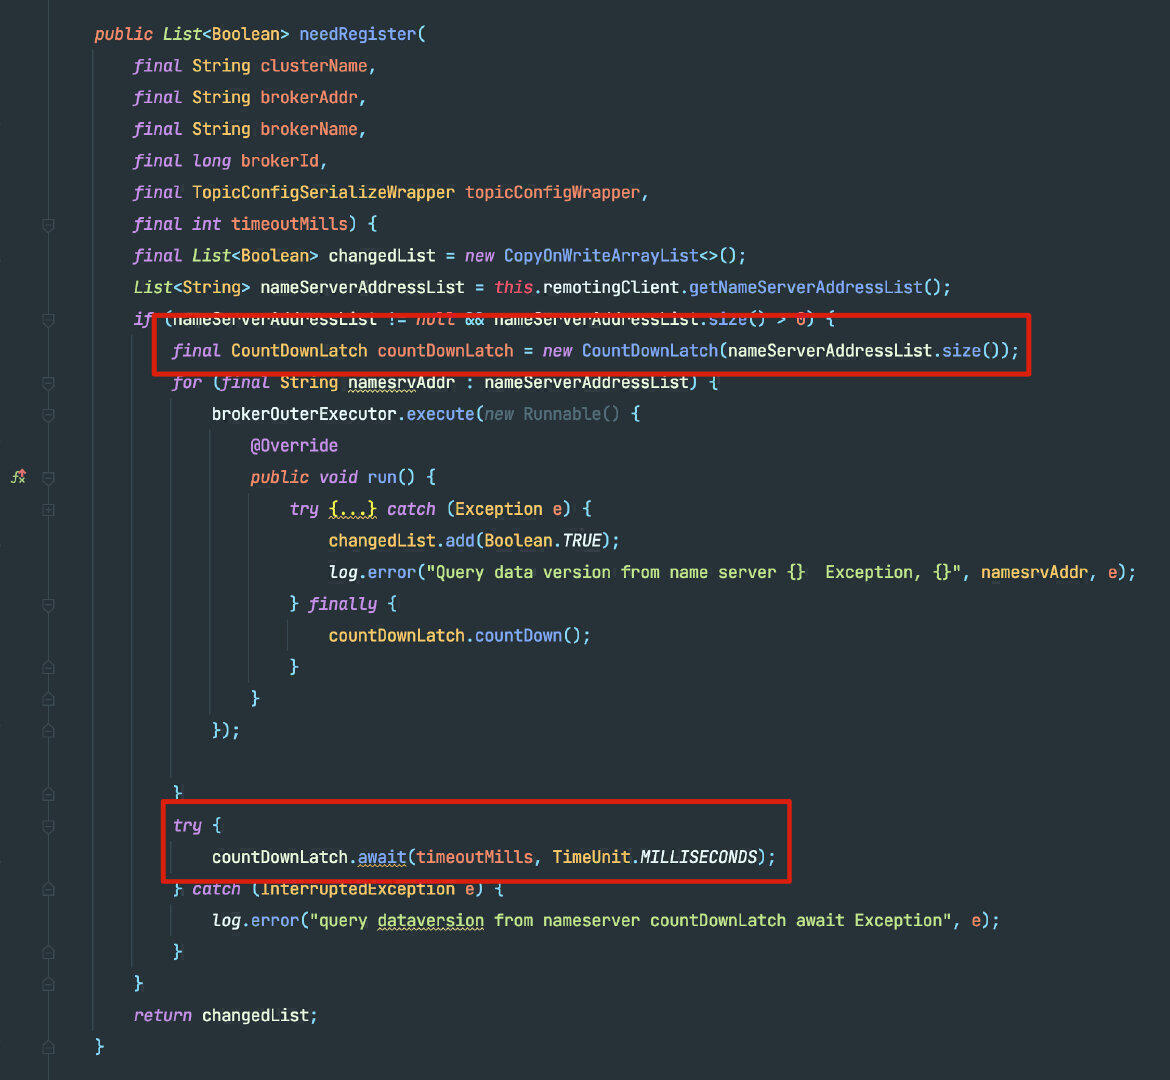 public List<Boolean> needRegister(
final String clusterName,
final String brokerAddr,
final String brokerName,
final long brokerId,
final TopicConfigSerializeWrapper topicConfigWrapper,
final int timeoutMills) {
final List<Boolean> changedList = new CopyOnWriteArrayList<>();
List<String> nameServerAddressList = this.remotingClient.getNameServerAddressList();
if (nameServerAddressList != null && nameServerAddressList.size() > 0) {
final CountDownLatch countDownLatch = new CountDownLatch(nameServerAddressList.size());
for (final String namesrvAddr : nameServerAddressList) {
brokerOuterExecutor.execute(new Runnable() {
@Override
public void run() {
try {...} catch (Exception e) {
changedList.add(Boolean.TRUE);
log.error("Query data version from name server {}  Exception, {}", namesrvAddr, e);
} finally {
countDownLatch.countDown();
}
}
});
}
try {
countDownLatch.await(timeoutMills, TimeUnit.MILLISECONDS);
} catch (InterruptedException e) {
log.error("query dataversion from nameserver countDownLatch await Exception", e);
}
}
return changedList;
}